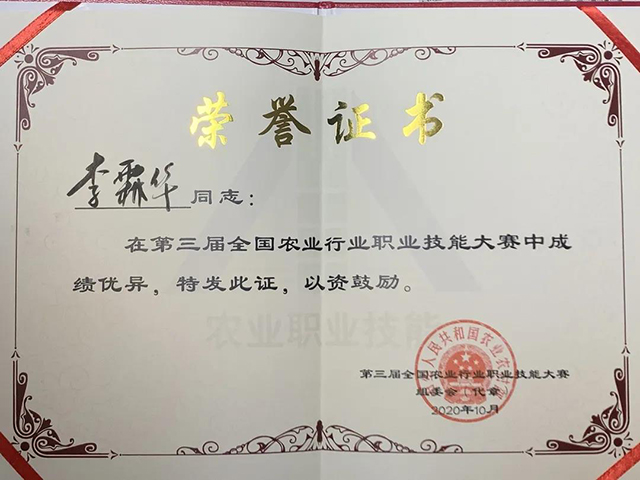 荣誉证书
李霖华同志：
在第三届全国农业行业职业技能大赛中成
绩优异，特发此证，以资鼓励。
农业职业技能
第三届全国农业行业职业技能大赛
组委会（代章）
2020年10月